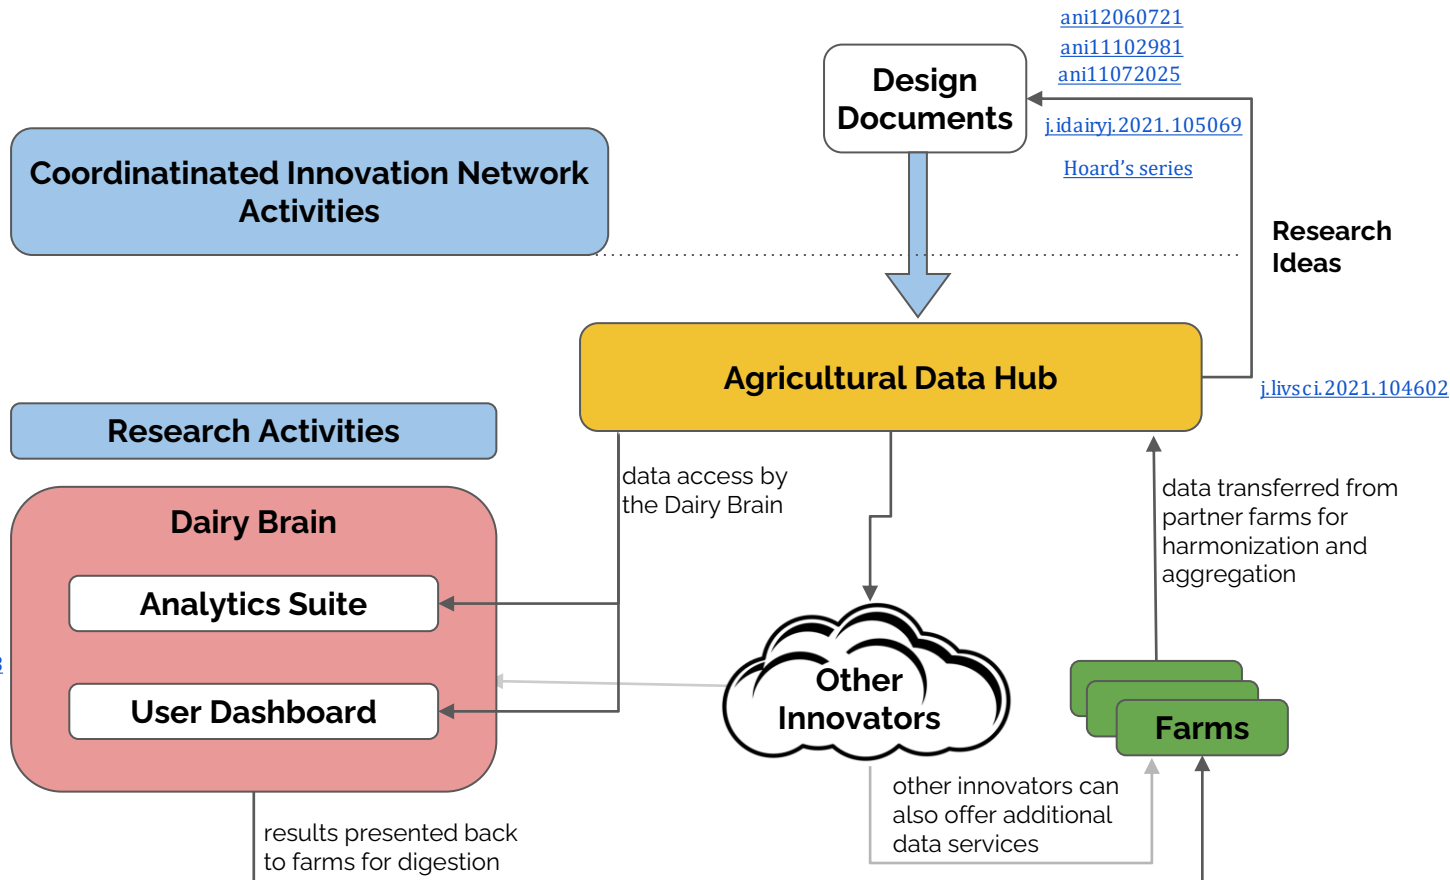 ani12060721
ani11102981
ani11072025
Design
Documents
j.idairyj.2021.105069
Hoard's series
Coordinatinated Innovation Network
Activities
Research
Ideas
Agricultural Data Hub
j.livsci.2021.104602
Research Activities
data access by
the Dairy Brain
data transferred from
partner farms for
harmonization and
aggregation
Dairy Brain
Analytics Suite
User Dashboard
Other
Innovators
Farms
other innovators can
also offer additional
data services
results presented back
to farms for digestion